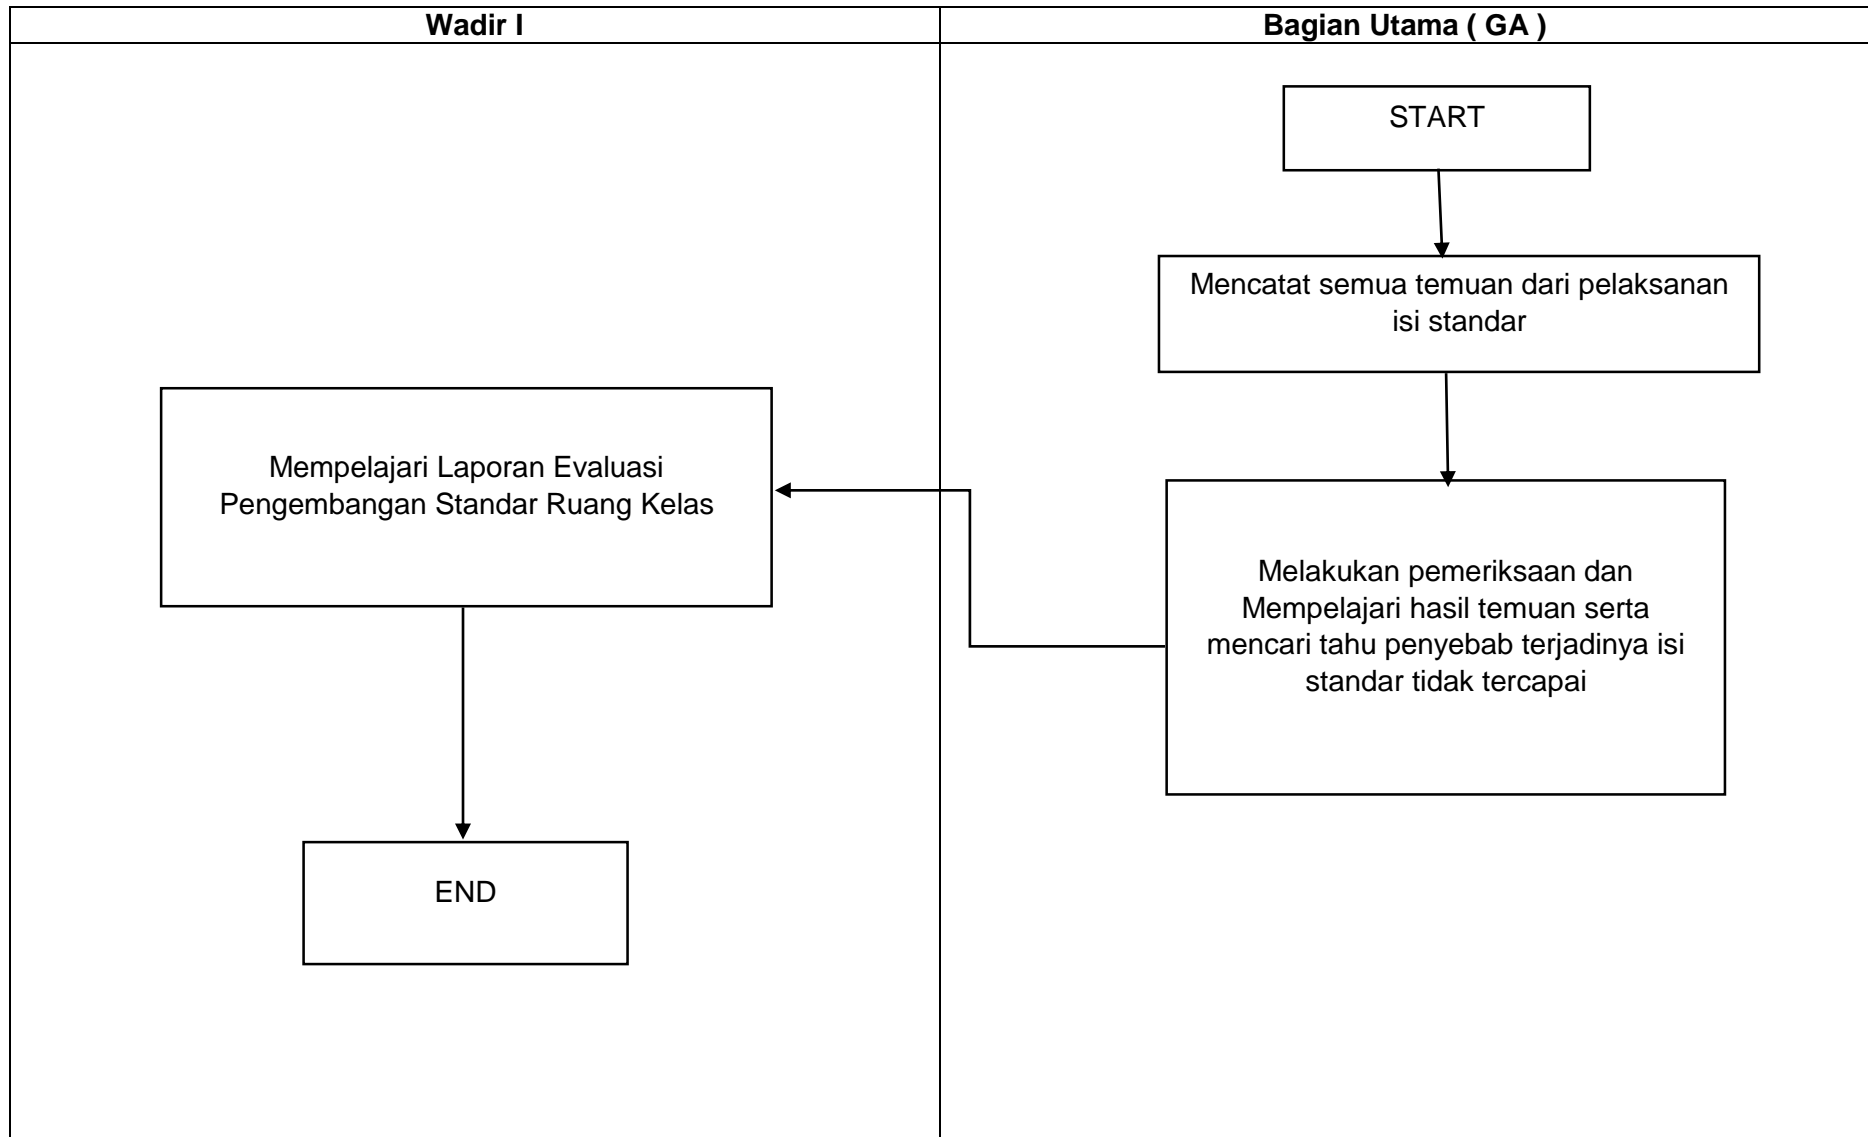 Wadir I
Bagian Utama ( GA )
START
Mencatat semua temuan dari pelaksanan
isi standar
Melakukan pemeriksaan dan
Mempelajari hasil temuan serta
mencari tahu penyebab terjadinya isi
standar tidak tercapai
Mempelajari Laporan Evaluasi
Pengembangan Standar Ruang Kelas
END